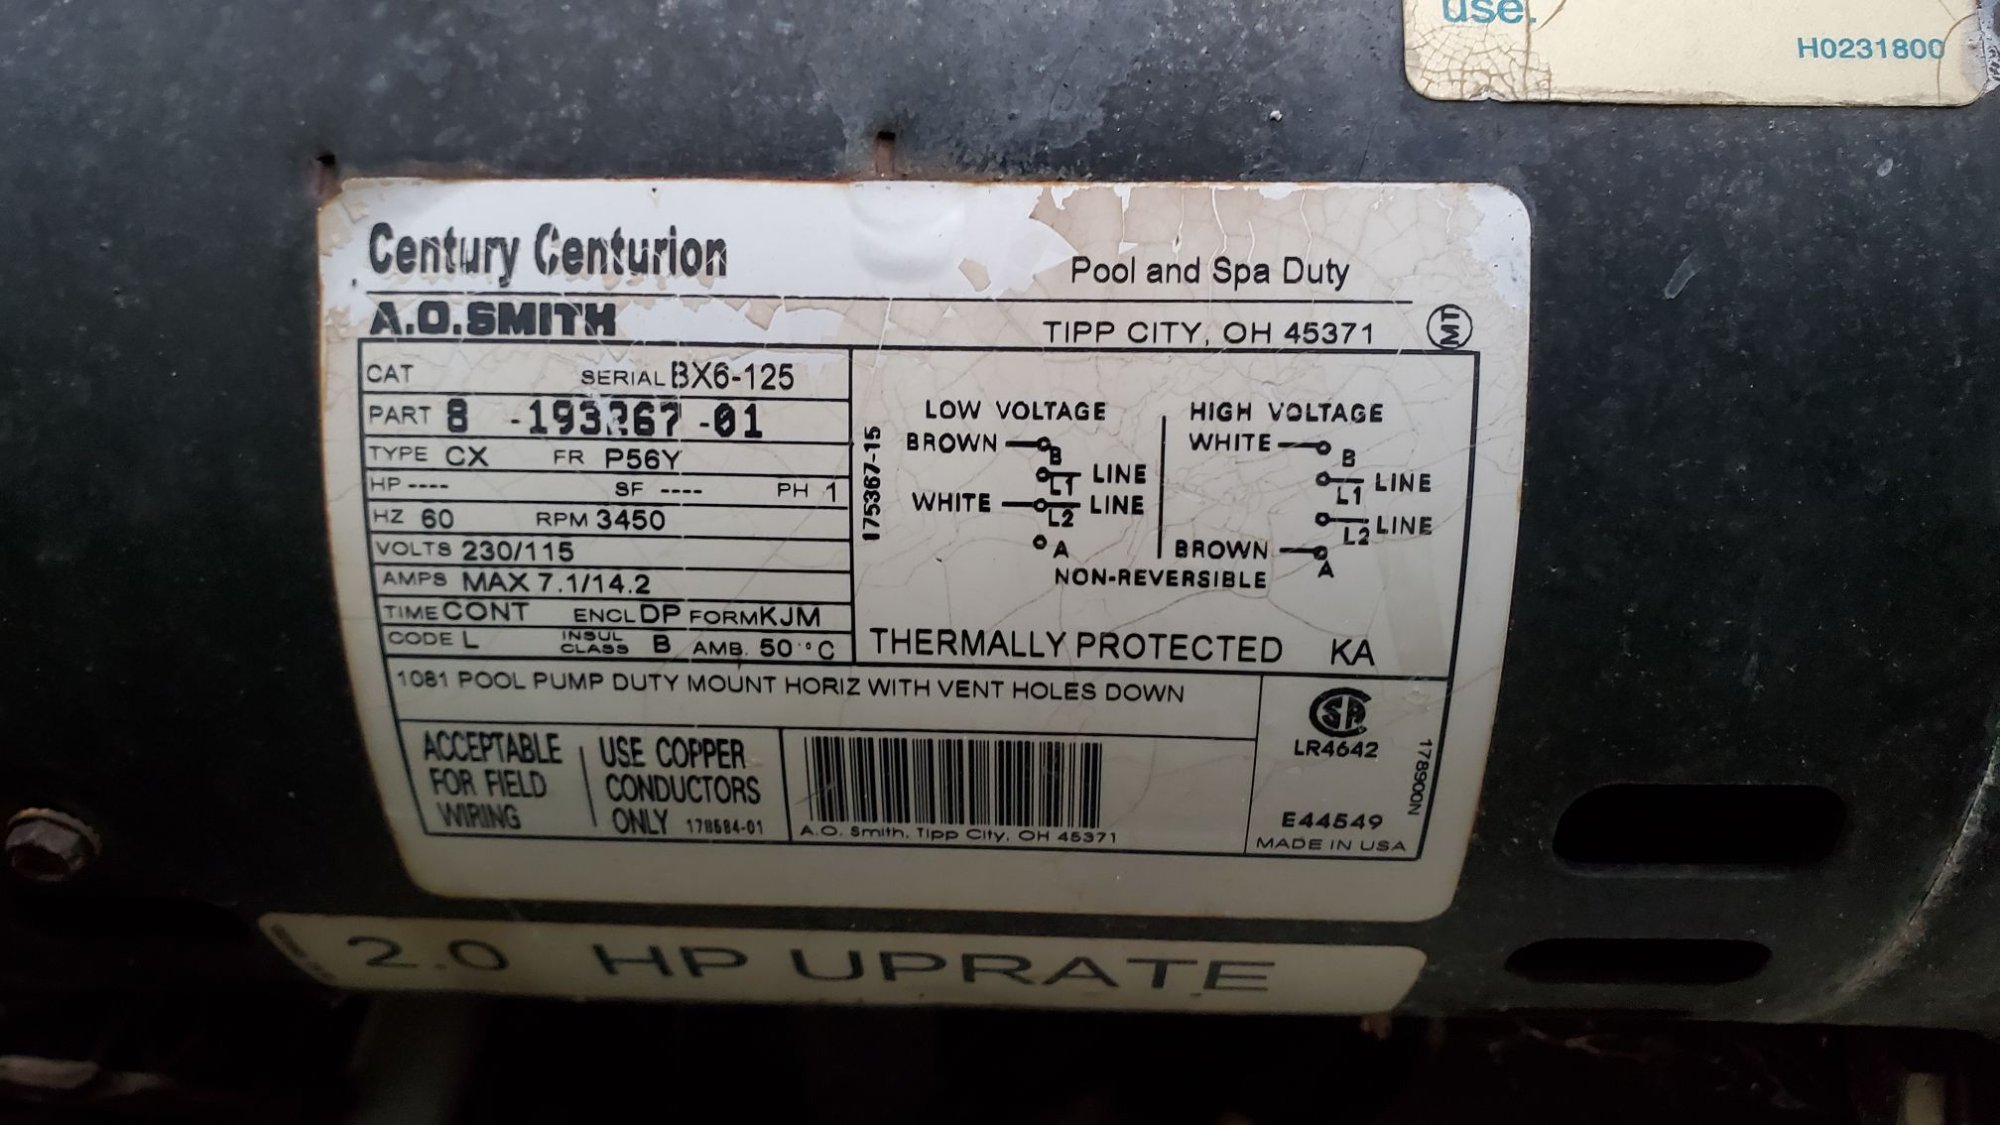 use.
H0231800
Century Centurion
Pool and Spa Duty
A.O.SMITH
TIPP CITY, OH 45371
MT
CAT SERIAL BX6-125
PART 8 -193267 -01
TYPE CX FR P56Y
HP ---- SF ---- PH 1
HZ 60 RPM 3450
VOLTS 230/115
AMPS MAX 7.1/14.2
TIME CONT ENCL DP FORM KJM
CODE L INSUL CLASS B AMB. 50 °C
175367-15
LOW VOLTAGE
BROWN B
L1 LINE
WHITE L2 LINE
A
HIGH VOLTAGE
WHITE B
L1 LINE
L2 LINE
BROWN A
NON-REVERSIBLE
THERMALLY PROTECTED KA
1081 POOL PUMP DUTY MOUNT HORIZ WITH VENT HOLES DOWN
ACCEPTABLE
FOR FIELD
WIRING
USE COPPER
CONDUCTORS
ONLY 178584-01
A.O. Smith, Tipp City, OH 45371
LR4642
178900N
E44549
MADE IN USA
2.0 HP UPRATE